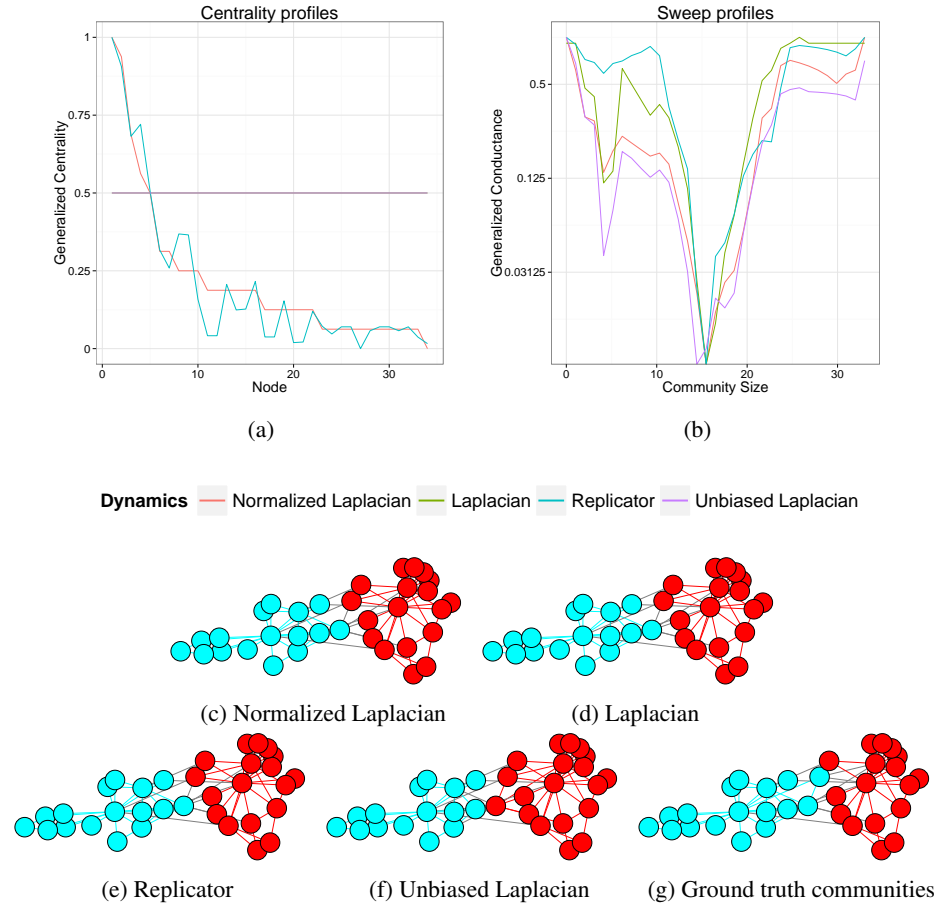 Centrality profiles
Sweep profiles
1
0.75
0.5
0.25
0
Generalized Centrality
0
10
20
30
Node
0.5
0.125
0.03125
Generalized Conductance
0
10
20
30
Community Size
(a)
(b)
Dynamics Normalized Laplacian Laplacian Replicator Unbiased Laplacian
(c) Normalized Laplacian
(d) Laplacian
(e) Replicator
(f) Unbiased Laplacian
(g) Ground truth communities